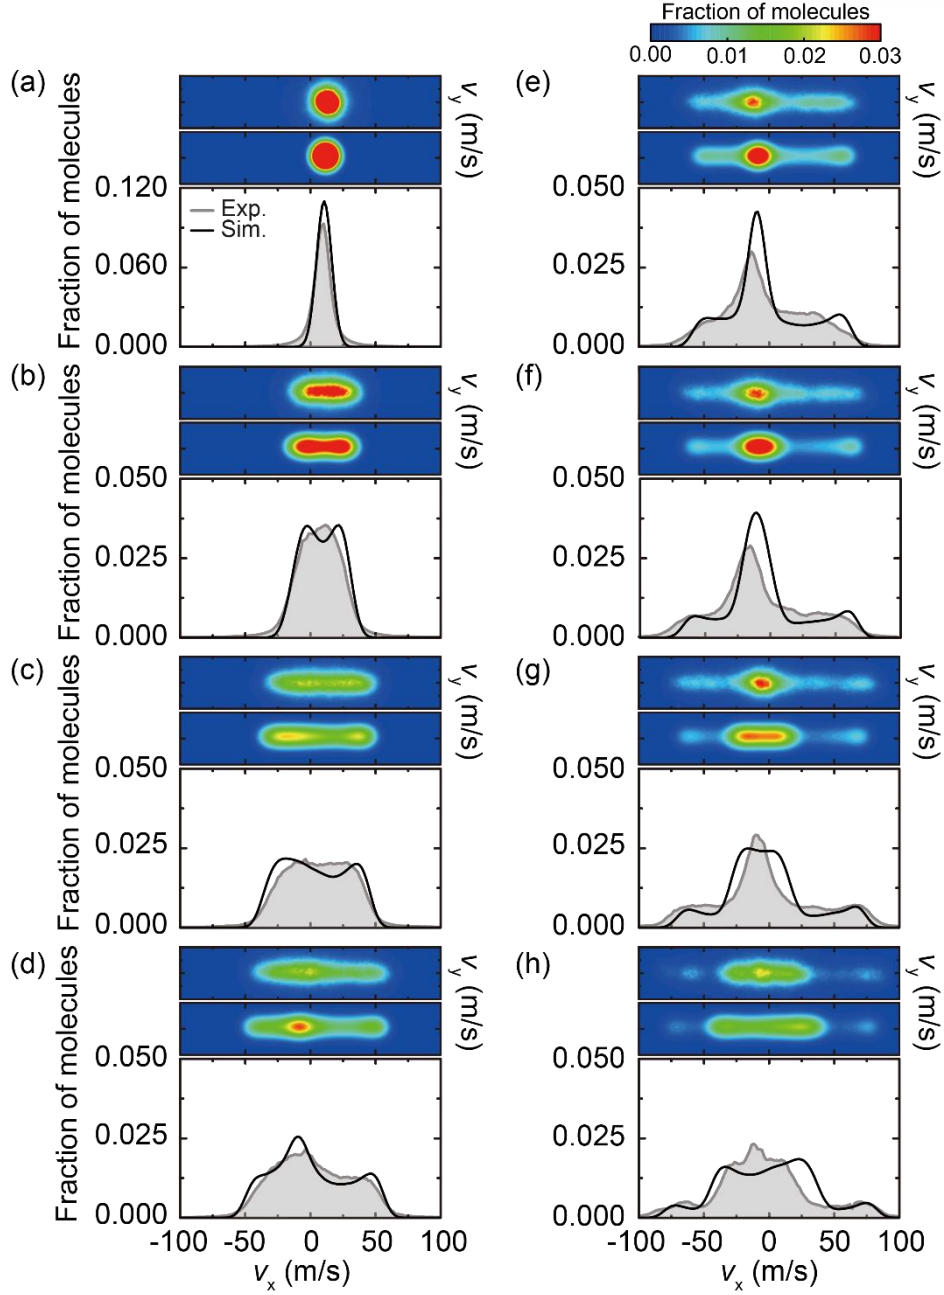 Fraction of molecules
0.00 0.01 0.02 0.03
(a)
v_y (m/s)
Fraction of molecules
0.120
0.060
0.000
Exp.
Sim.
(e)
v_y (m/s)
0.050
0.025
0.000
(b)
v_y (m/s)
Fraction of molecules
0.050
0.025
0.000
(f)
v_y (m/s)
0.050
0.025
0.000
(c)
v_y (m/s)
Fraction of molecules
0.050
0.025
0.000
(g)
v_y (m/s)
0.050
0.025
0.000
(d)
v_y (m/s)
Fraction of molecules
0.050
0.025
0.000
-100 -50 0 50 100
v_x (m/s)
(h)
v_y (m/s)
0.050
0.025
0.000
-100 -50 0 50 100
v_x (m/s)